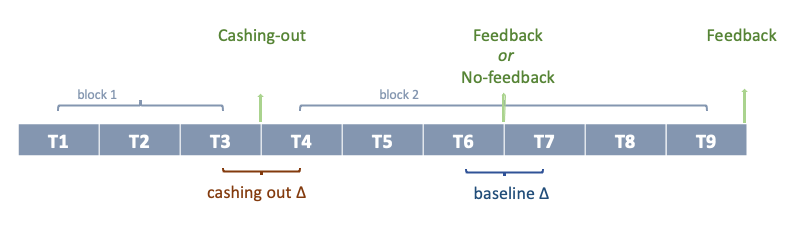 Cashing-out
Feedback
or
No-feedback
Feedback
block 1
block 2
T1 T2 T3 T4 T5 T6 T7 T8 T9
cashing out Δ
baseline Δ